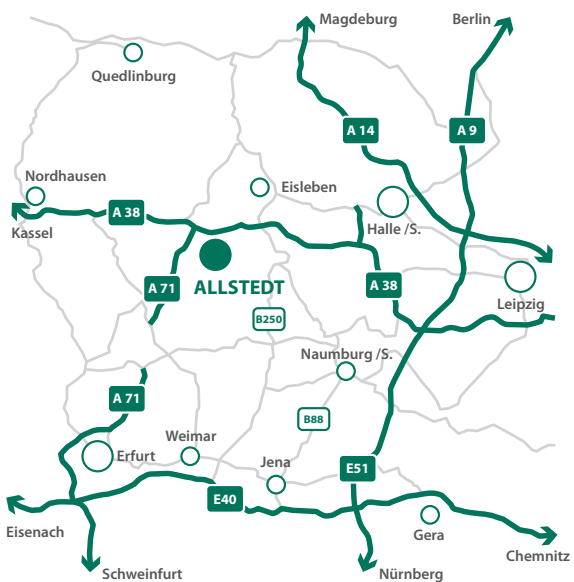 Magdeburg
Berlin
Quedlinburg
A 14
A 9
Nordhausen
Eisleben
A 38
Halle /S.
Kassel
A 71
ALLSTEDT
A 38
Leipzig
B250
Naumburg /S.
A 71
B88
Weimar
Erfurt
Jena
E51
E40
Eisenach
Gera
Chemnitz
Schweinfurt
Nürnberg